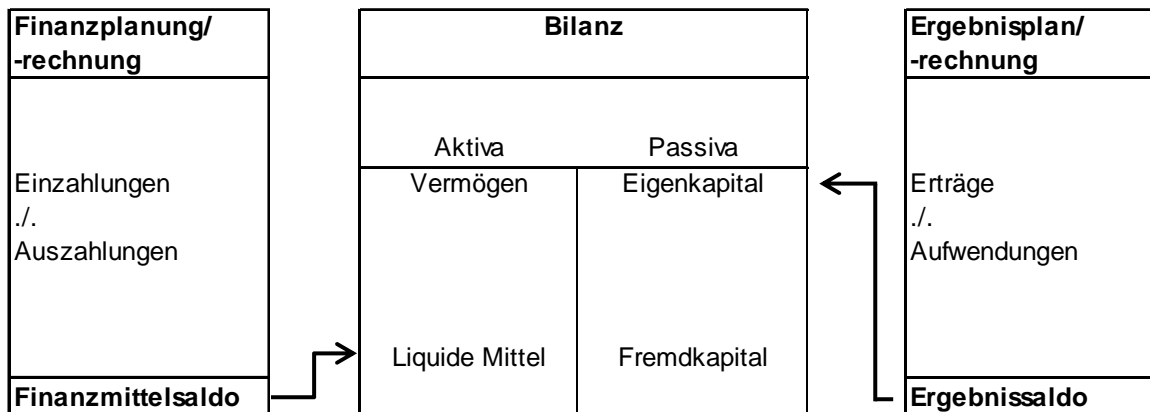 Finanzplanung/
-rechnung
Einzahlungen
./.
Auszahlungen
Finanzmittelsaldo
Bilanz
Aktiva Passiva
Vermögen Eigenkapital
Liquide Mittel Fremdkapital
Ergebnisplan/
-rechnung
Erträge
./.
Aufwendungen
Ergebnissaldo